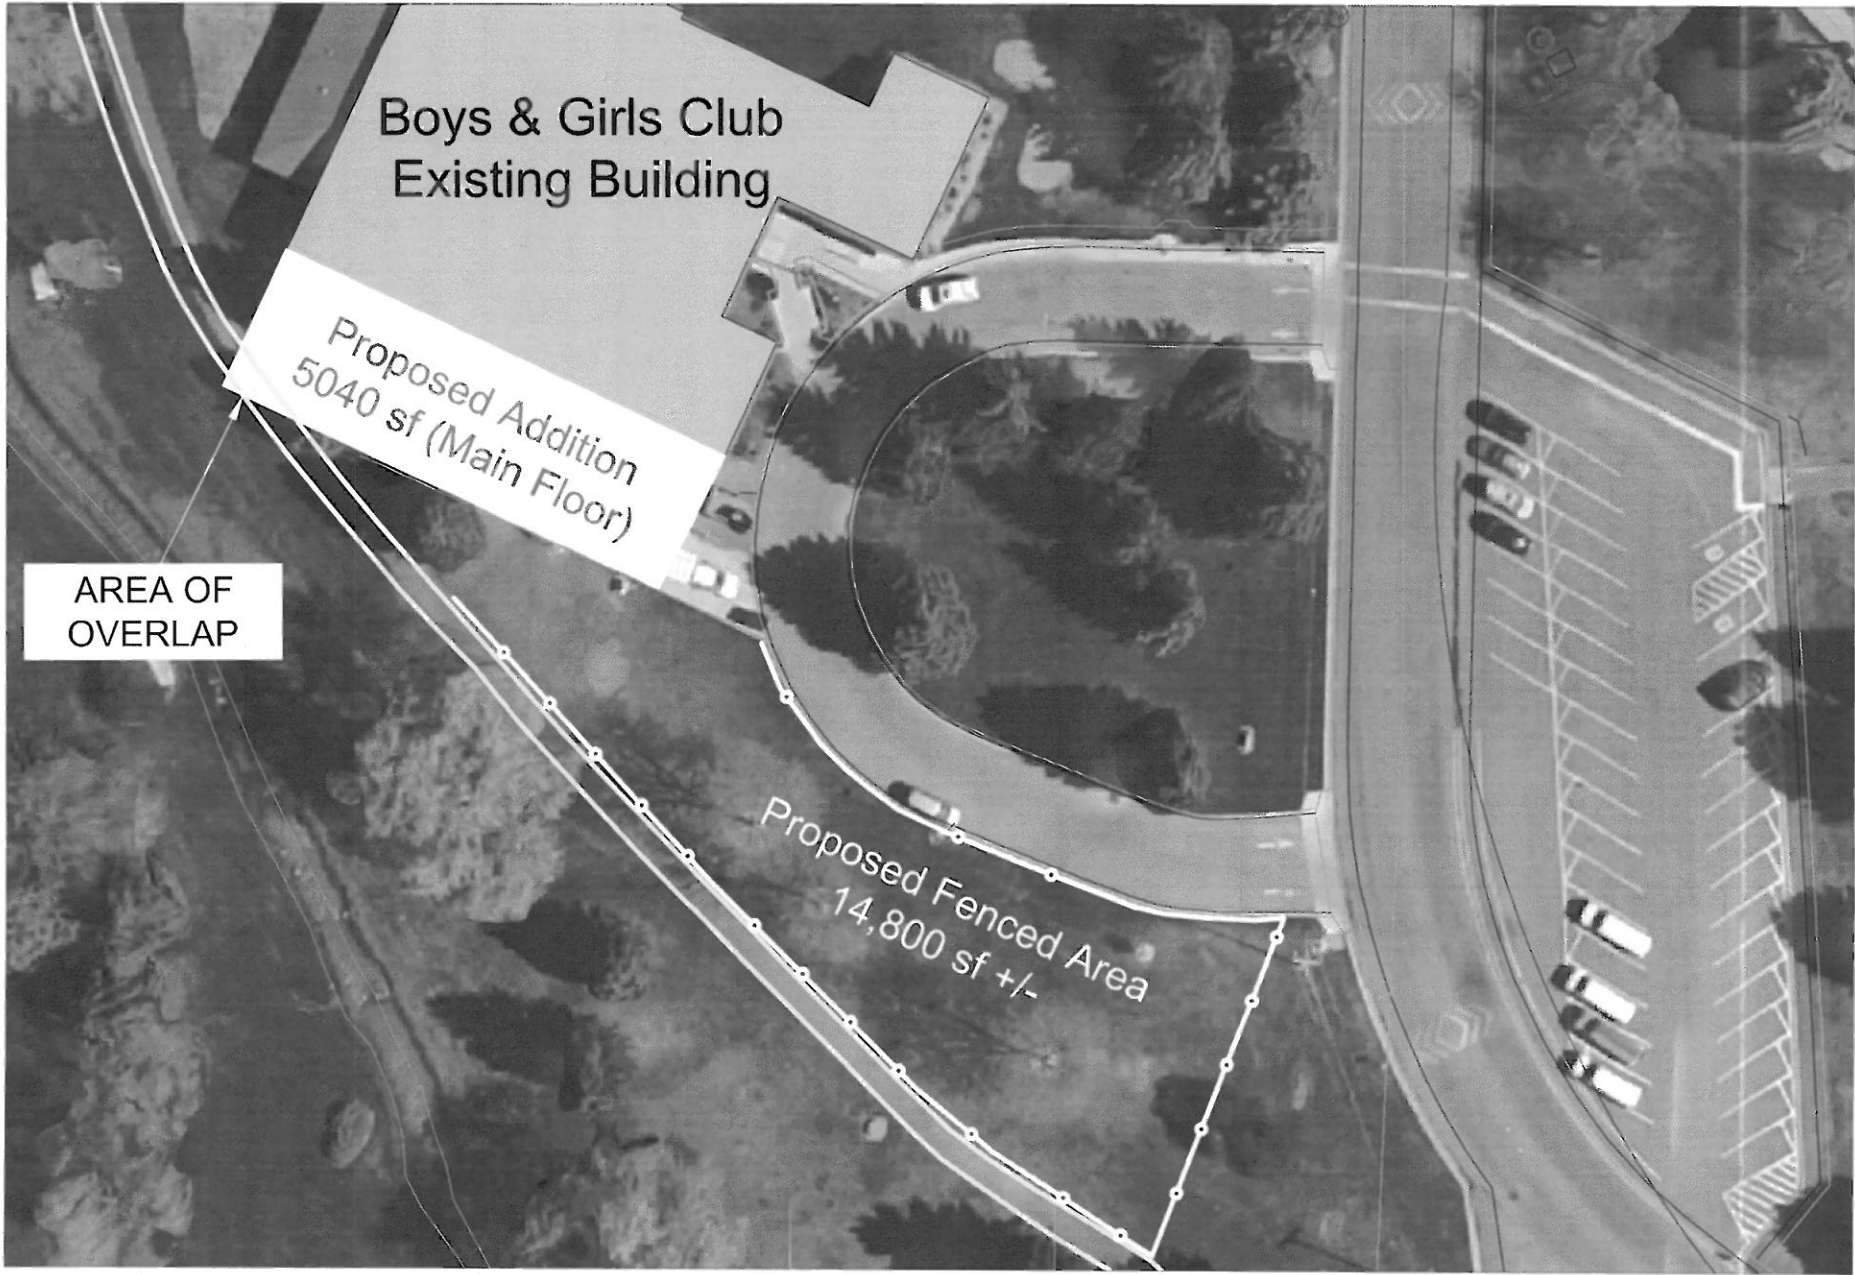 Boys & Girls Club
Existing Building
Proposed Addition
5040 sf (Main Floor)
AREA OF
OVERLAP
Proposed Fenced Area
14,800 sf +/-